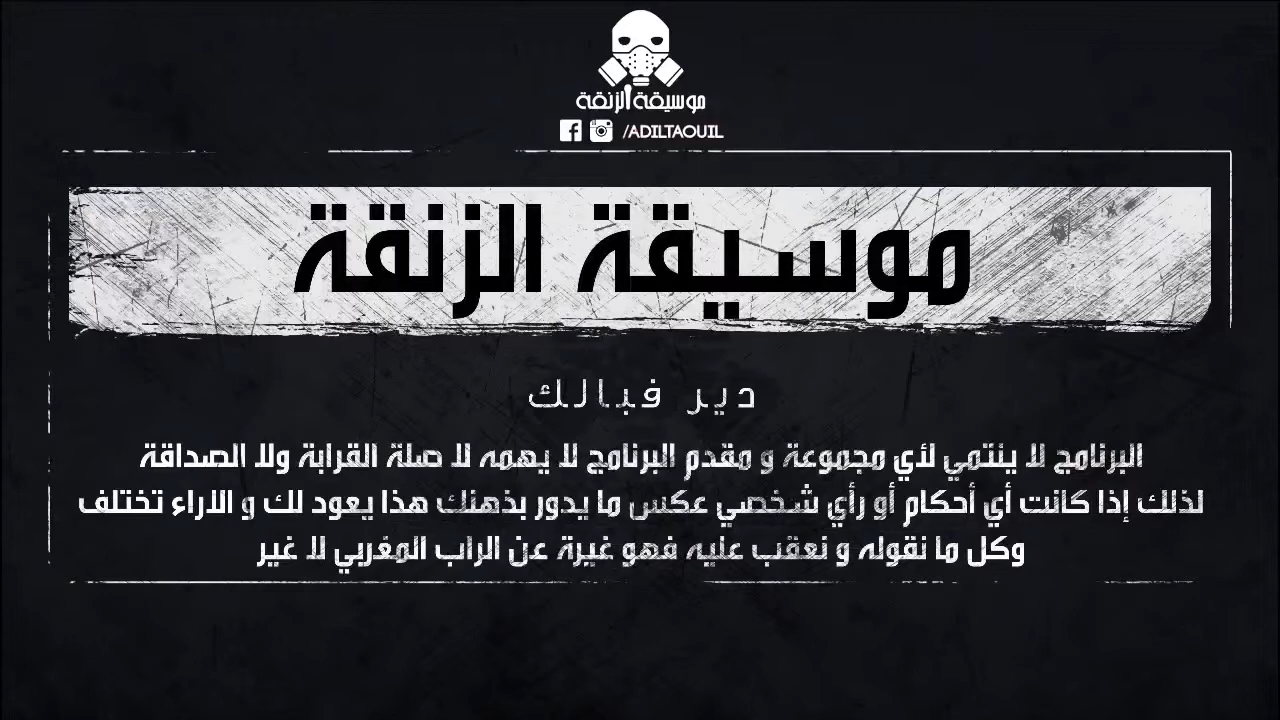 موسيقة الزنقة
/ADILTAOUIL
موسيقة الزنقة
دير فبالك
البرنامج لا ينتمي لأي مجموعة و مقدم البرنامج لا يهمه لا صلة القرابة ولا الصداقة
لذلك إذا كانت أي أحكام أو رأي شخصي عكس ما يدور بذهنك هذا يعود لك و الاراء تختلف
وكل ما نقوله و نعقب عليه فهو غيرة عن الراب المغربي لا غير